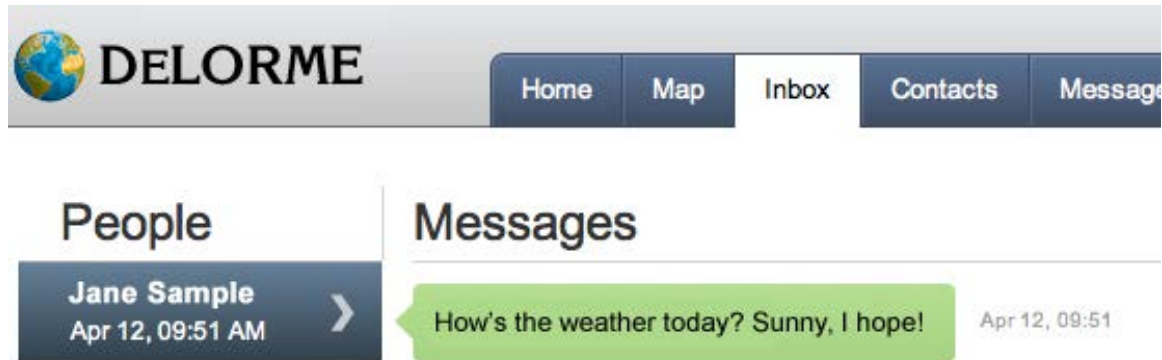 DELORME
Home Map Inbox Contacts Message
People
Messages
Jane Sample
Apr 12, 09:51 AM
How's the weather today? Sunny, I hope!
Apr 12, 09:51